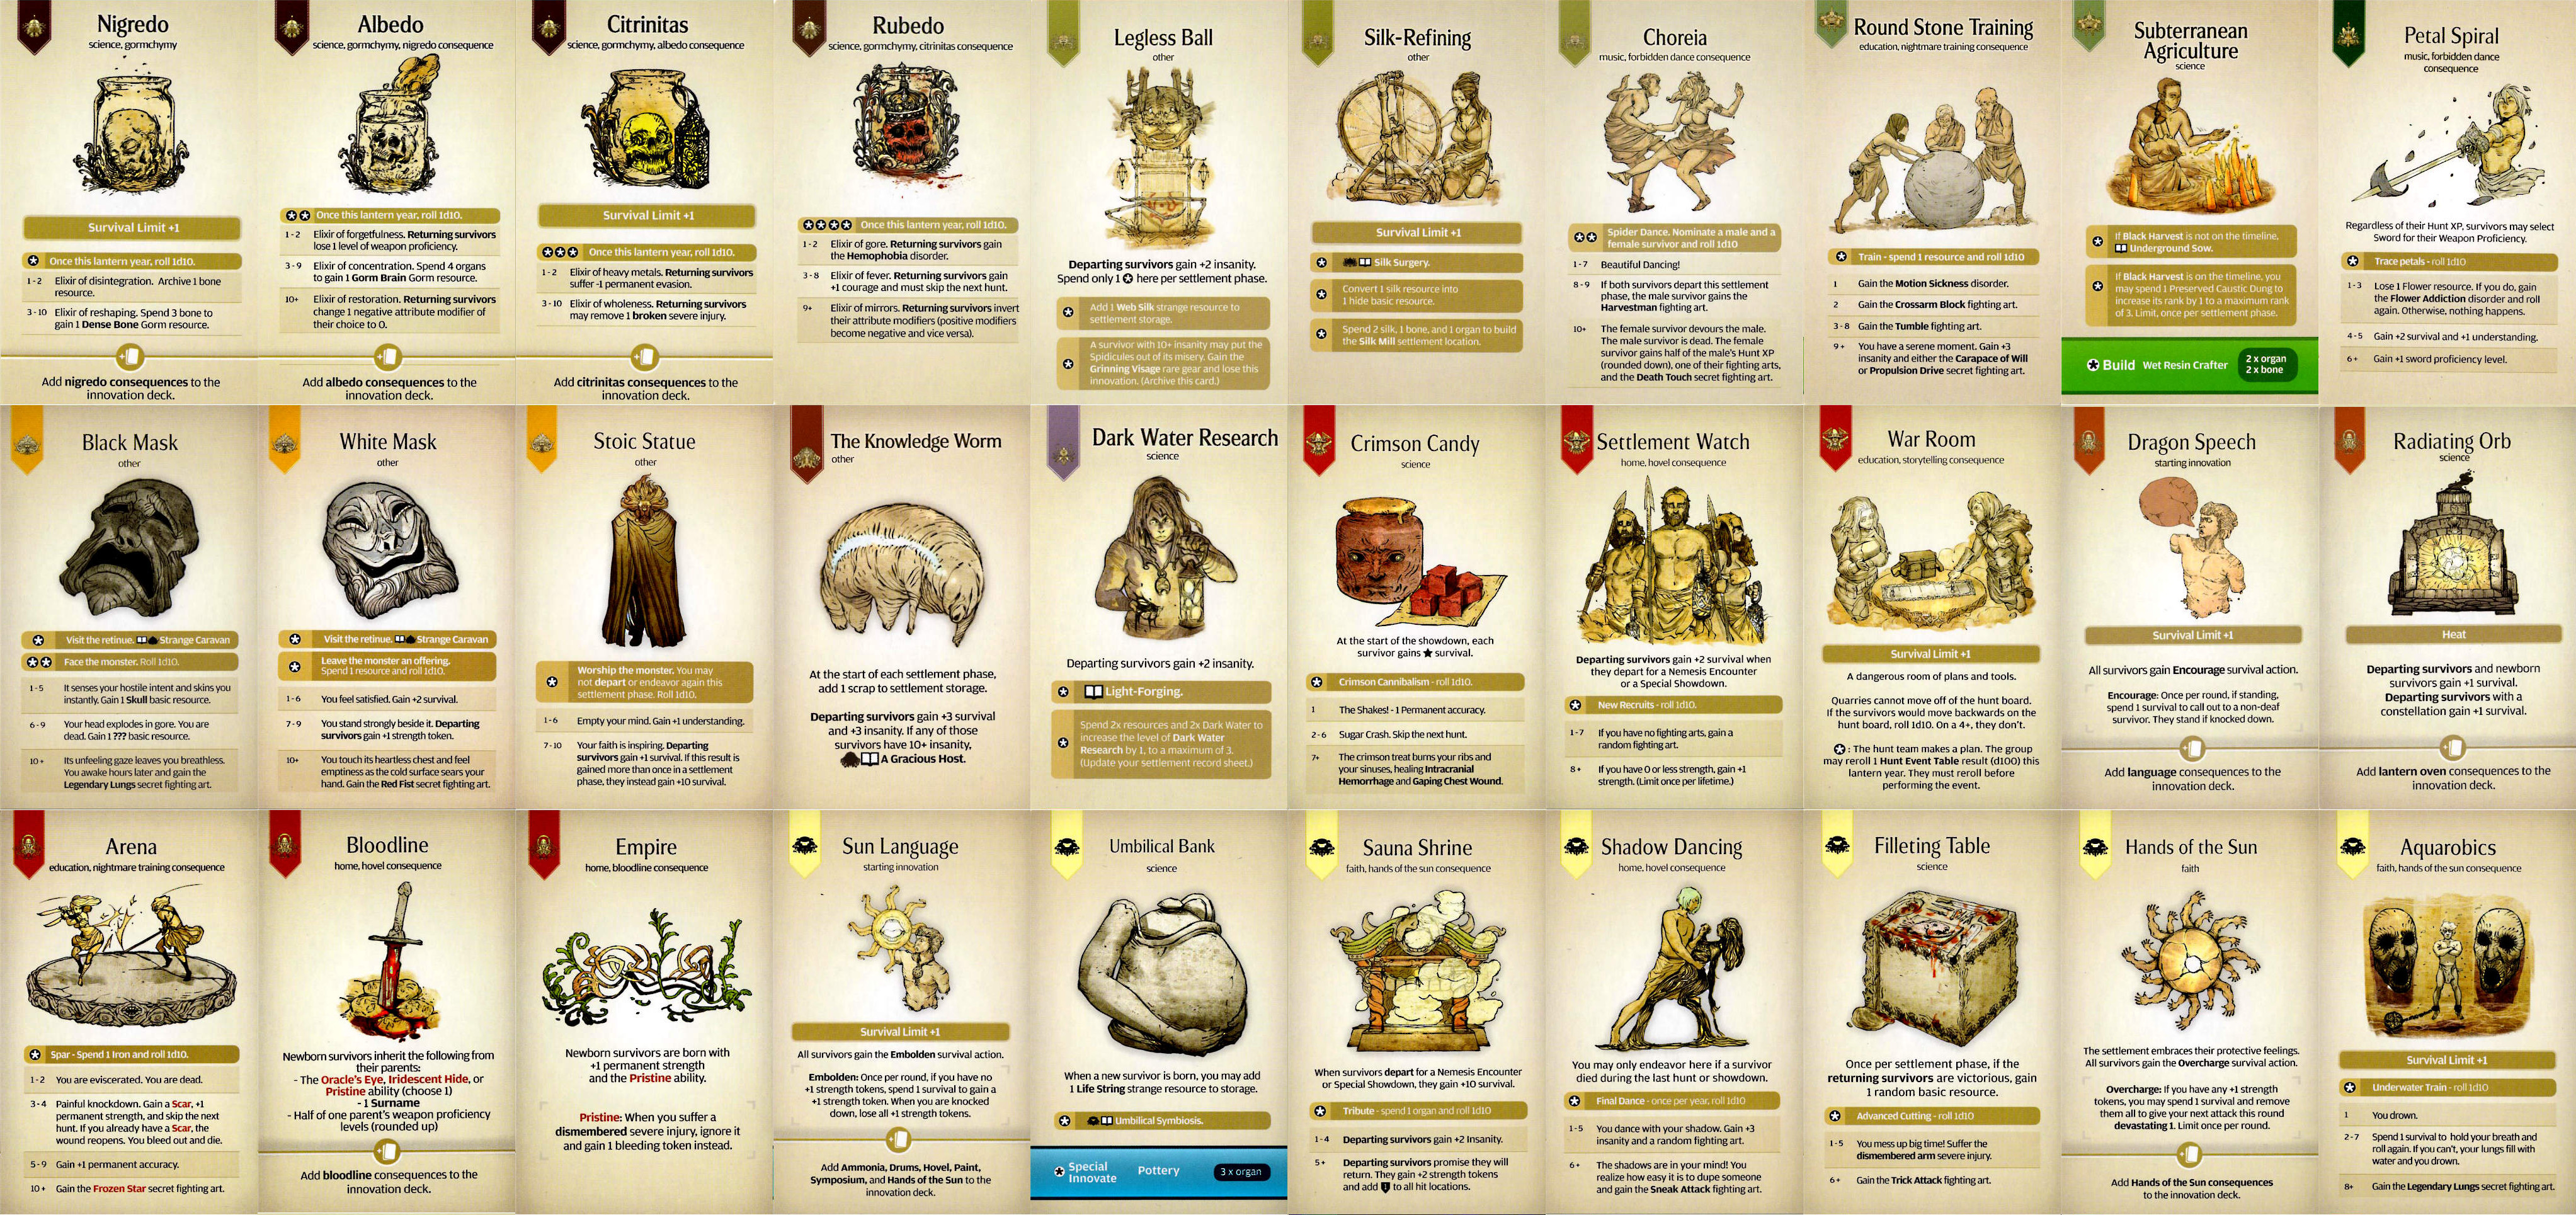 Nigredo
science, gormchymy
Survival Limit +1
Once this lantern year, roll 1d10.
1 - 2 Elixir of disintegration. Archive 1 bone
resource.
3 - 10 Elixir of reshaping. Spend 3 bone to
gain 1 Dense Bone Gorm resource.
Add nigredo consequences to the
innovation deck.
Albedo
science, gormchymy, nigredo consequence
Once this lantern year, roll 1d10.
1 - 2 Elixir of forgetfulness. Returning survivors
lose 1 level of weapon proficiency.
3 - 9 Elixir of concentration. Spend 4 organs
to gain 1 Gorm Brain Gorm resource.
10+ Elixir of restoration. Returning survivors
change 1 negative attribute modifier of
their choice to 0.
Add albedo consequences to the
innovation deck.
Citrinitas
science, gormchymy, albedo consequence
Survival Limit +1
Once this lantern year, roll 1d10.
1 - 2 Elixir of heavy metals. Returning survivors
suffer -1 permanent evasion.
3 - 10 Elixir of wholeness. Returning survivors
may remove 1 broken severe injury.
Add citrinitas consequences to the
innovation deck.
Rubedo
science, gormchymy, citrinitas consequence
Once this lantern year, roll 1d10.
1 - 2 Elixir of gore. Returning survivors gain
the Hemophobia disorder.
3 - 8 Elixir of fever. Returning survivors gain
+1 courage and must skip the next hunt.
9+ Elixir of mirrors. Returning survivors invert
their attribute modifiers (positive modifiers
become negative and vice versa).
Legless Ball
other
Departing survivors gain +2 insanity.
Spend only 1 here per settlement phase.
Add 1 Web Silk strange resource to
settlement storage.
A survivor with 10+ insanity may put the
Spidicules out of its misery. Gain the
Grinning Visage rare gear and lose this
innovation. (Archive this card.)
Silk-Refining
other
Survival Limit +1
Silk Surgery.
Convert 1 silk resource into
1 hide basic resource.
Spend 2 silk, 1 bone, and 1 organ to build
the Silk Mill settlement location.
Choreia
music, forbidden dance consequence
Spider Dance. Nominate a male and a
female survivor and roll 1d10
1 - 7 Beautiful Dancing!
8 - 9 If both survivors depart this settlement
phase, the male survivor gains the
Harvestman fighting art.
10+ The female survivor devours the male.
The male survivor is dead. The female
survivor gains half of the male's Hunt XP
(rounded down), one of their fighting arts,
and the Death Touch secret fighting art.
Round Stone Training
education, nightmare training consequence
Train - spend 1 resource and roll 1d10
1 Gain the Motion Sickness disorder.
2 Gain the Crossarm Block fighting art.
3 - 8 Gain the Tumble fighting art.
9 + You have a serene moment. Gain +3
insanity and either the Carapace of Will
or Propulsion Drive secret fighting art.
Subterranean
Agriculture
science
If Black Harvest is not on the timeline,
Underground Sow.
If Black Harvest is on the timeline, you
may spend 1 Preserved Caustic Dung to
increase its rank by 1 to a maximum rank
of 3. Limit, once per settlement phase.
Build Wet Resin Crafter 2 x organ
2 x bone
Petal Spiral
music, forbidden dance
consequence
Regardless of their Hunt XP, survivors may select
Sword for their Weapon Proficiency.
Trace petals - roll 1d10
1 - 3 Lose 1 Flower resource. If you do, gain
the Flower Addiction disorder and roll
again. Otherwise, nothing happens.
4 - 5 Gain +2 survival and +1 understanding.
6 + Gain +1 sword proficiency level.
Black Mask
other
Visit the retinue. Strange Caravan
Face the monster. Roll 1d10.
1 - 5 It senses your hostile intent and skins you
instantly. Gain 1 Skull basic resource.
6 - 9 Your head explodes in gore. You are
dead. Gain 1 ??? basic resource.
10 + Its unfeeling gaze leaves you breathless.
You awake hours later and gain the
Legendary Lungs secret fighting art.
White Mask
other
Visit the retinue. Strange Caravan
Leave the monster an offering.
Spend 1 resource and roll 1d10.
1 - 6 You feel satisfied. Gain +2 survival.
7 - 9 You stand strongly beside it. Departing
survivors gain +1 strength token.
10+ You touch its heartless chest and feel
emptiness as the cold surface sears your
hand. Gain the Red Fist secret fighting art.
Stoic Statue
other
Worship the monster. You may
not depart or endeavor again this
settlement phase. Roll 1d10.
1 - 6 Empty your mind. Gain +1 understanding.
7 - 10 Your faith is inspiring. Departing
survivors gain +1 survival. If this result is
gained more than once in a settlement
phase, they instead gain +10 survival.
The Knowledge Worm
other
At the start of each settlement phase,
add 1 scrap to settlement storage.
Departing survivors gain +3 survival
and +3 insanity. If any of those
survivors have 10+ insanity,
A Gracious Host.
Dark Water Research
science
Departing survivors gain +2 insanity.
Light-Forging.
Spend 2x resources and 2x Dark Water to
increase the level of Dark Water
Research by 1, to a maximum of 3.
(Update your settlement record sheet.)
Crimson Candy
science
At the start of the showdown, each
survivor gains ★ survival.
Crimson Cannibalism - roll 1d10.
1 The Shakes! - 1 Permanent accuracy.
2 - 6 Sugar Crash. Skip the next hunt.
7+ The crimson treat burns your ribs and
your sinuses, healing Intracranial
Hemorrhage and Gaping Chest Wound.
Settlement Watch
home, hovel consequence
Departing survivors gain +2 survival when
they depart for a Nemesis Encounter
or a Special Showdown.
New Recruits - roll 1d10.
1 - 7 If you have no fighting arts, gain a
random fighting art.
8 + If you have 0 or less strength, gain +1
strength. (Limit once per lifetime.)
War Room
education, storytelling consequence
Survival Limit +1
A dangerous room of plans and tools.
Quarries cannot move off of the hunt board.
If the survivors would move backwards on the
hunt board, roll 1d10. On a 4+, they don't.
: The hunt team makes a plan. The group
may reroll 1 Hunt Event Table result (d100) this
lantern year. They must reroll before
performing the event.
Dragon Speech
starting innovation
Survival Limit +1
All survivors gain Encourage survival action.
Encourage: Once per round, if standing,
spend 1 survival to call out to a non-deaf
survivor. They stand if knocked down.
Add language consequences to the
innovation deck.
Radiating Orb
science
Heat
Departing survivors and newborn
survivors gain +1 survival.
Departing survivors with a
constellation gain +1 survival.
Add lantern oven consequences to the
innovation deck.
Arena
education, nightmare training consequence
Spar - Spend 1 Iron and roll 1d10.
1 - 2 You are eviscerated. You are dead.
3 - 4 Painful knockdown. Gain a Scar, +1
permanent strength, and skip the next
hunt. If you already have a Scar, the
wound reopens. You bleed out and die.
5 - 9 Gain +1 permanent accuracy.
10 + Gain the Frozen Star secret fighting art.
Bloodline
home, hovel consequence
Newborn survivors inherit the following from
their parents:
- The Oracle's Eye, Iridescent Hide, or
Pristine ability (choose 1)
- 1 Surname
- Half of one parent's weapon proficiency
levels (rounded up)
Add bloodline consequences to the
innovation deck.
Empire
home, bloodline consequence
Newborn survivors are born with
+1 permanent strength
and the Pristine ability.
Pristine: When you suffer a
dismembered severe injury, ignore it
and gain 1 bleeding token instead.
Sun Language
starting innovation
Survival Limit +1
All survivors gain the Embolden survival action.
Embolden: Once per round, if you have no
+1 strength tokens, spend 1 survival to gain a
+1 strength token. When you are knocked
down, lose all +1 strength tokens.
Add Ammonia, Drums, Hovel, Paint,
Symposium, and Hands of the Sun to the
innovation deck.
Umbilical Bank
science
When a new survivor is born, you may add
1 Life String strange resource to storage.
Umbilical Symbiosis.
Special
Innovate Pottery 3 x organ
Sauna Shrine
faith, hands of the sun consequence
When survivors depart for a Nemesis Encounter
or Special Showdown, they gain +10 survival.
Tribute - spend 1 organ and roll 1d10
1 - 4 Departing survivors gain +2 Insanity.
5 + Departing survivors promise they will
return. They gain +2 strength tokens
and add 1 to all hit locations.
Shadow Dancing
home, hovel consequence
You may only endeavor here if a survivor
died during the last hunt or showdown.
Final Dance - once per year, roll 1d10
1 - 5 You dance with your shadow. Gain +3
insanity and a random fighting art.
6 + The shadows are in your mind! You
realize how easy it is to dupe someone
and gain the Sneak Attack fighting art.
Filleting Table
science
Once per settlement phase, if the
returning survivors are victorious, gain
1 random basic resource.
Advanced Cutting - roll 1d10
1 - 5 You mess up big time! Suffer the
dismembered arm severe injury.
6 + Gain the Trick Attack fighting art.
Hands of the Sun
faith
The settlement embraces their protective feelings.
All survivors gain the Overcharge survival action.
Overcharge: If you have any +1 strength
tokens, you may spend 1 survival and remove
them all to give your next attack this round
devastating 1. Limit once per round.
Add Hands of the Sun consequences
to the innovation deck.
Aquarobics
faith, hands of the sun consequence
Survival Limit +1
Underwater Train - roll 1d10
1 You drown.
2 - 7 Spend 1 survival to hold your breath and
roll again. If you can't, your lungs fill with
water and you drown.
8+ Gain the Legendary Lungs secret fighting art.